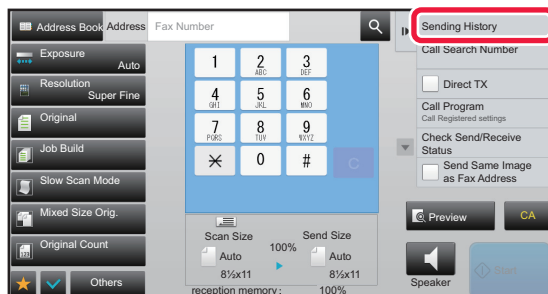 Address Book
Address
Fax Number
Sending History
Call Search Number
Direct TX
Call Program
Call Registered settings
Check Send/Receive
Status
Send Same Image
as Fax Address
Exposure
Auto
Resolution
Super Fine
Original
Job Build
Slow Scan Mode
Mixed Size Orig.
Original Count
Others
1
2
ABC
3
DEF
4
GHI
5
JKL
6
MNO
7
PQRS
8
TUV
9
WXYZ
0
#
C
Scan Size
100%
Send Size
Auto
8½x11
Auto
8½x11
reception memory :
100%
Preview
CA
Speaker
Start